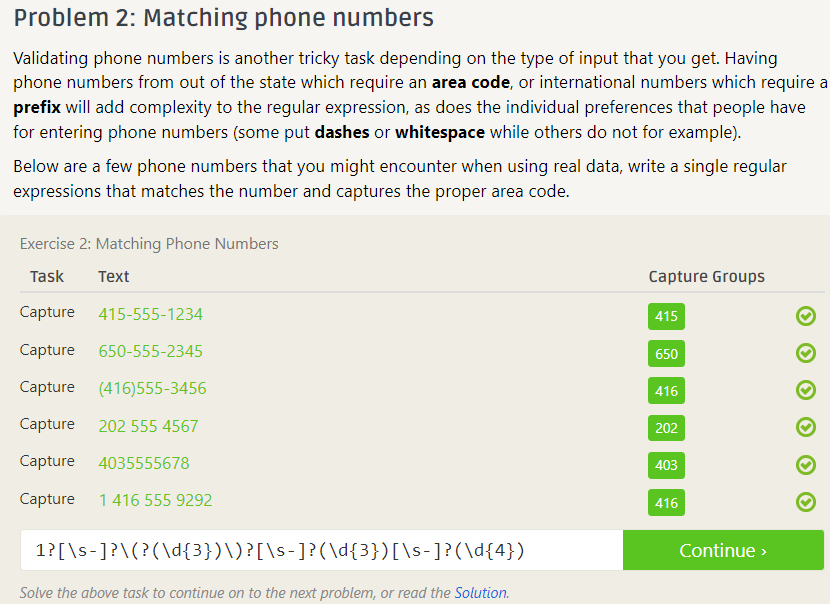 Problem 2: Matching phone numbers
Validating phone numbers is another tricky task depending on the type of input that you get. Having
phone numbers from out of the state which require an area code, or international numbers which require a
prefix will add complexity to the regular expression, as does the individual preferences that people have
for entering phone numbers (some put dashes or whitespace while others do not for example).
Below are a few phone numbers that you might encounter when using real data, write a single regular
expressions that matches the number and captures the proper area code.
Exercise 2: Matching Phone Numbers
Task Text Capture Groups
Capture 415-555-1234 415
Capture 650-555-2345 650
Capture (416)555-3456 416
Capture 202 555 4567 202
Capture 4035555678 403
Capture 1 416 555 9292 416
1?[\s-]?\(?(\d{3})\)?[\s-]?(\d{3})[\s-]?(\d{4}) Continue ›
Solve the above task to continue on to the next problem, or read the Solution.